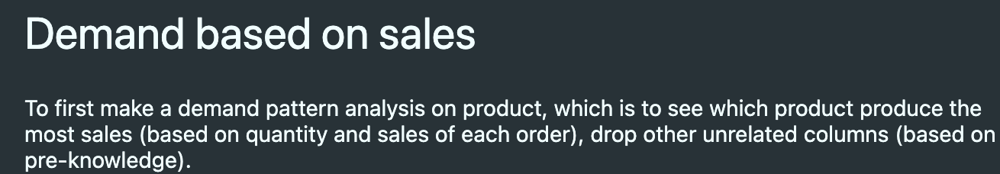 Demand based on sales
To first make a demand pattern analysis on product, which is to see which product produce the
most sales (based on quantity and sales of each order), drop other unrelated columns (based on
pre-knowledge).